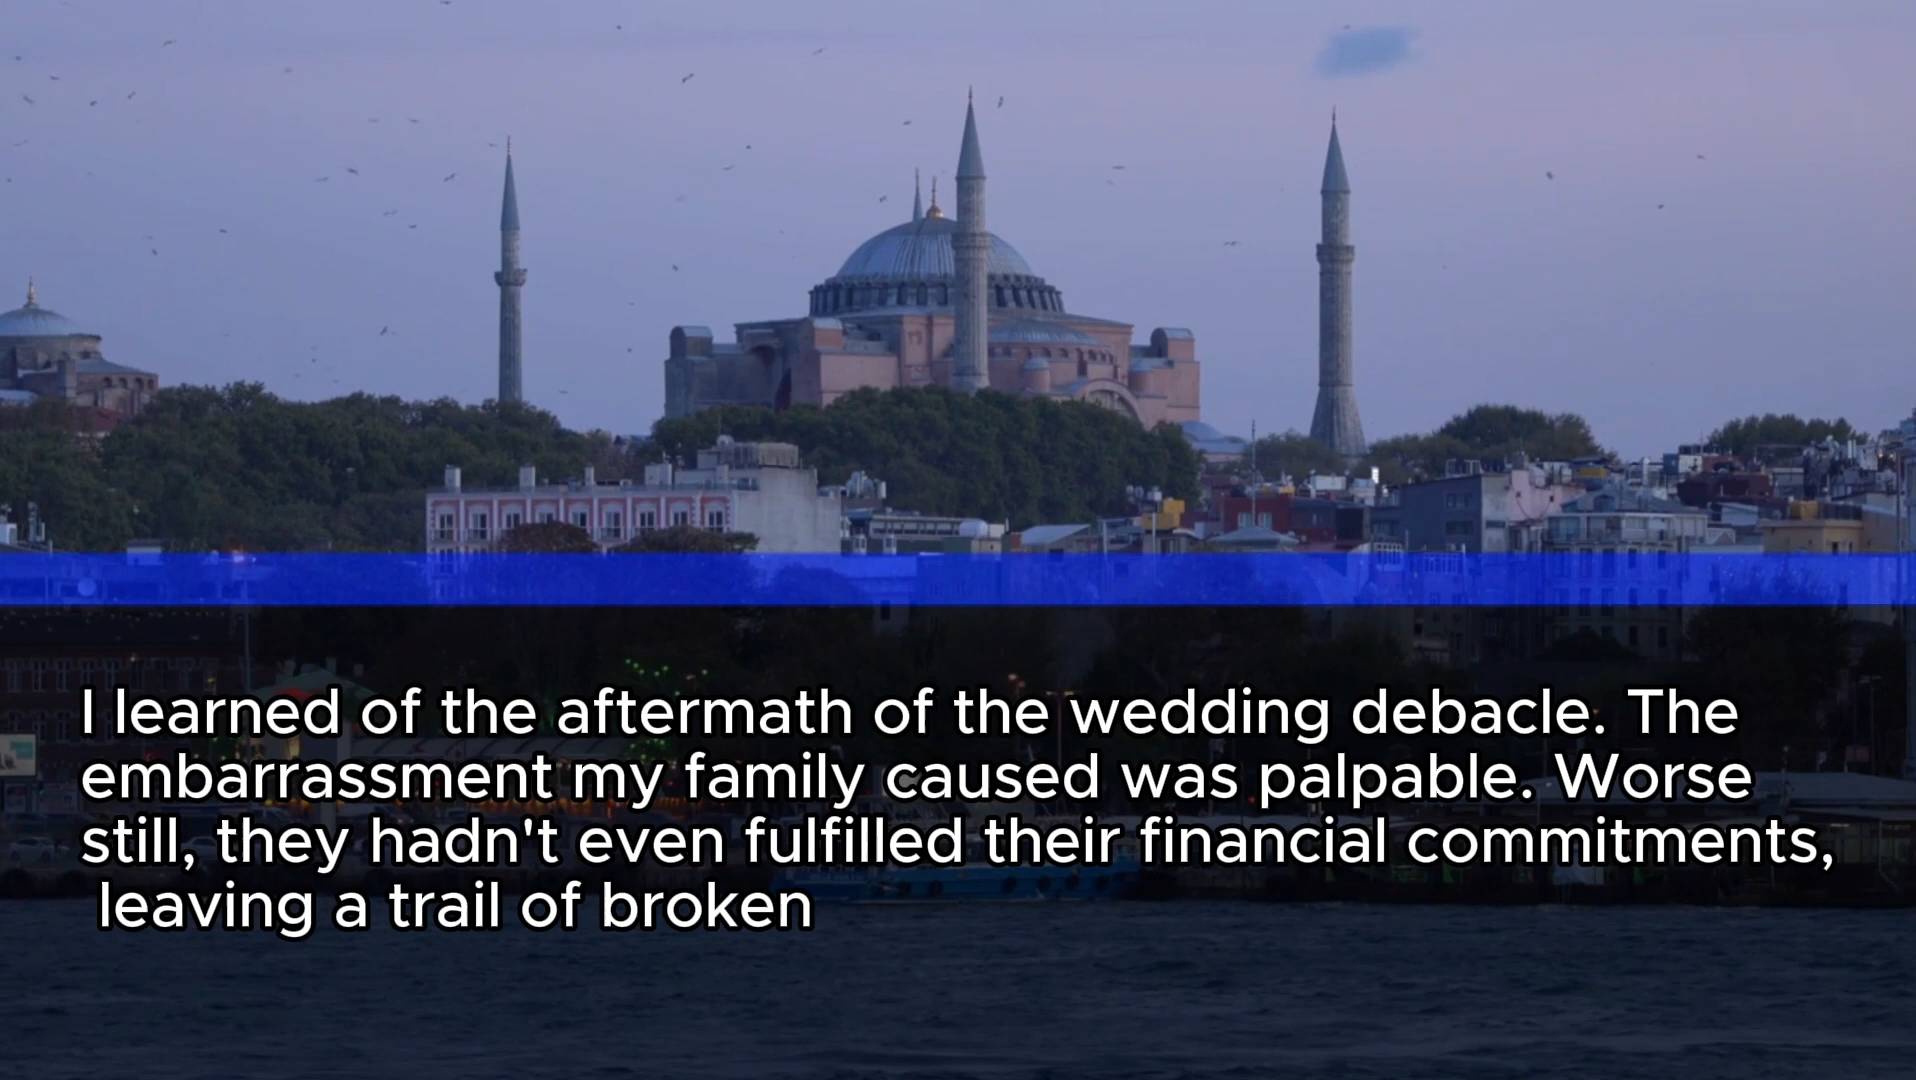 I learned of the aftermath of the wedding debacle. The
embarrassment my family caused was palpable. Worse
still, they hadn't even fulfilled their financial commitments,
leaving a trail of broken